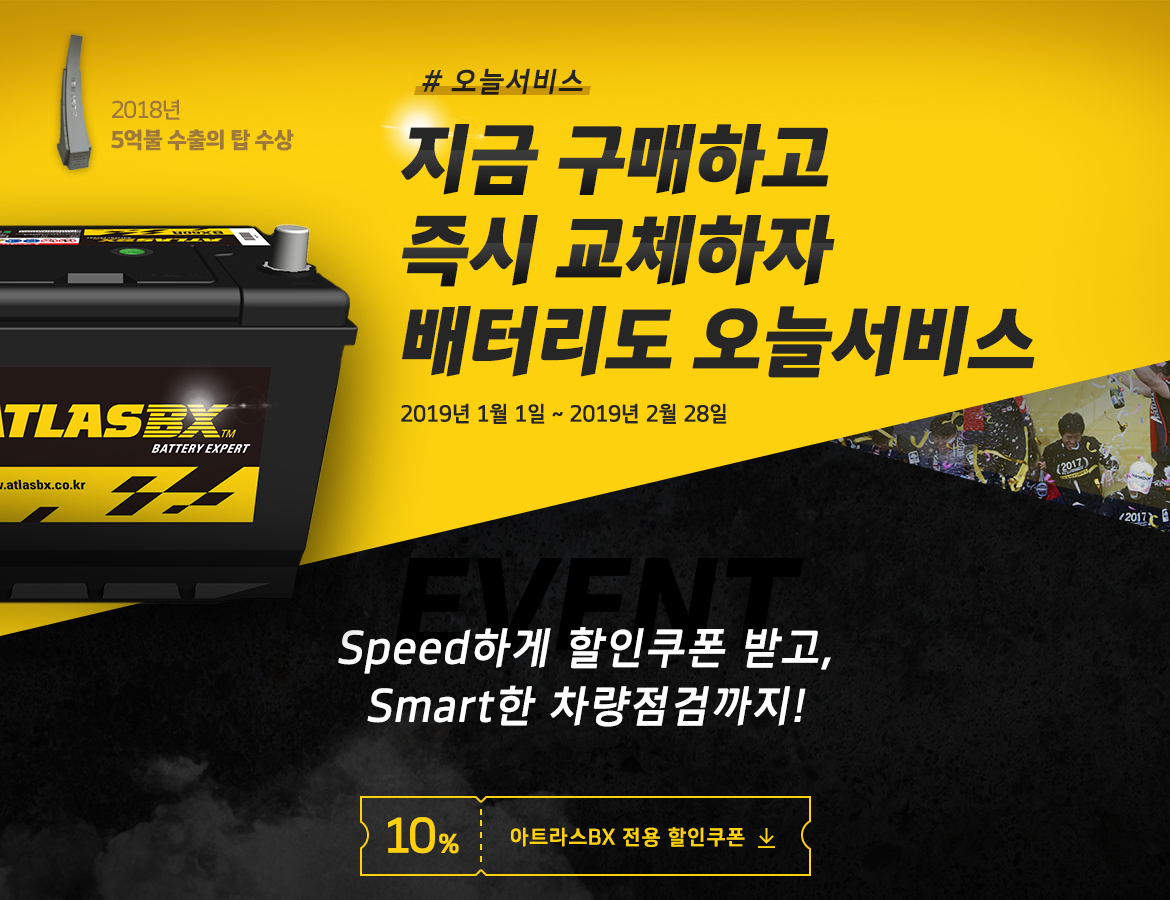 # 오늘서비스
2018년
5억불 수출의 탑 수상
지금 구매하고
즉시 교체하자
배터리도 오늘서비스
2019년 1월 1일 ~ 2019년 2월 28일
ATLASBX
BX60R
ATLASBX TM
BATTERY EXPERT
.atlasbx.co.kr
(2017)
(2017)
EVENT
Speed하게 할인쿠폰 받고,
Smart한 차량점검까지!
10% 아트라스BX 전용 할인쿠폰